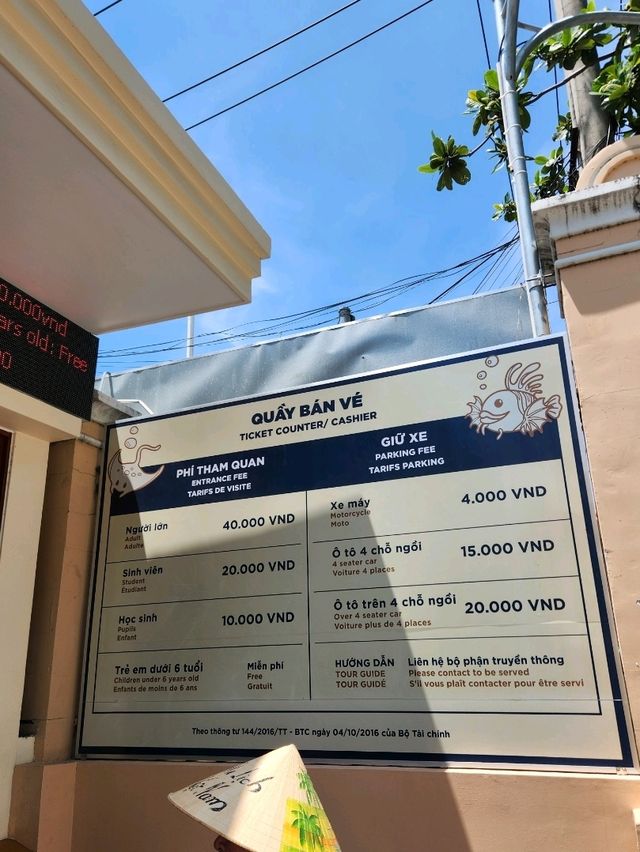 0.000vnd
ars old: Free
00
QUẦY BÁN VÉ
TICKET COUNTER/ CASHIER
PHÍ THAM QUAN
ENTRANCE FEE
TARIFS DE VISITE
Người lớn
Adult
Adulte
40.000 VND
Sinh viên
Student
Étudiant
20.000 VND
Học sinh
Pupils
Enfant
10.000 VND
Trẻ em dưới 6 tuổi
Children under 6 years old
Enfants de moins de 6 ans
Miễn phí
Free
Gratuit
GIỮ XE
PARKING FEE
TARIFS PARKING
Xe máy
Motorcycle
Moto
4.000 VND
Ô tô 4 chỗ ngồi
4 seater car
Voiture 4 places
15.000 VND
Ô tô trên 4 chỗ ngồi
Over 4 seater car
Voiture plus de 4 places
20.000 VND
HƯỚNG DẪN
TOUR GUIDE
TOUR GUIDE
Liên hệ bộ phận truyền thông
Please contact to be served
S'il vous plaît contacter pour être servi
Theo thông tư 144/2016/TT - BTC ngày 04/10/2016 của Bộ Tài chính
lịch
Nam